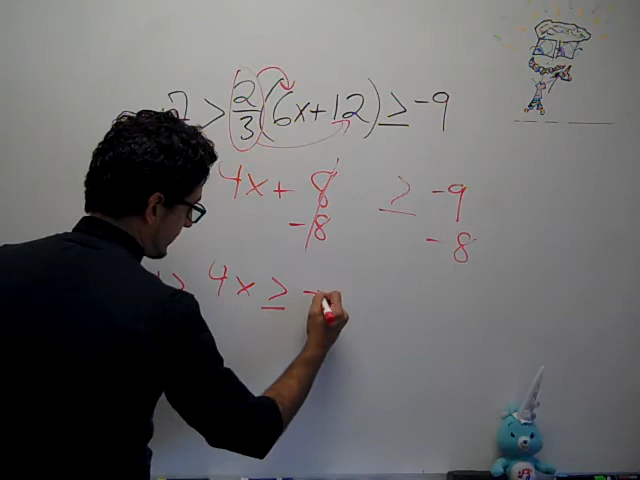 7 > 2/3 (6x+12) ≥ -9
4x + 8 ≥ -9
-8 -8
> 4x ≥ -